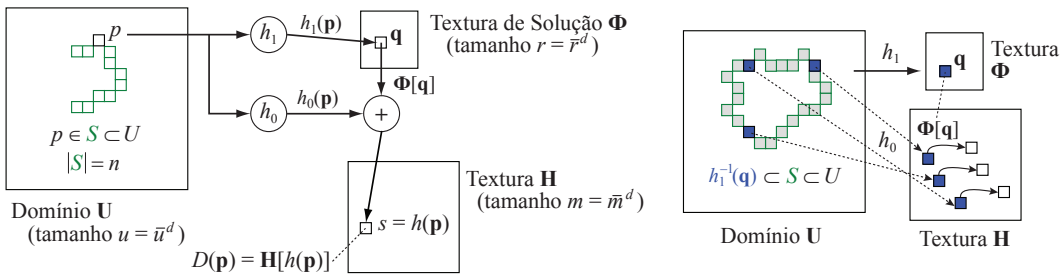 p
h₁
h₁(p)
q
Textura de Solução Φ
(tamanho r = r̄ᵈ)
Φ[q]
h₀
h₀(p)
+
p ∈ S ⊂ U
|S| = n
Domínio U
(tamanho u = ūᵈ)
Textura H
(tamanho m = m̄ᵈ)
s = h(p)
D(p) = H[h(p)]
h₁
q
Textura
Φ
Φ[q]
h₀
h₁⁻¹(q) ⊂ S ⊂ U
Domínio U
Textura H